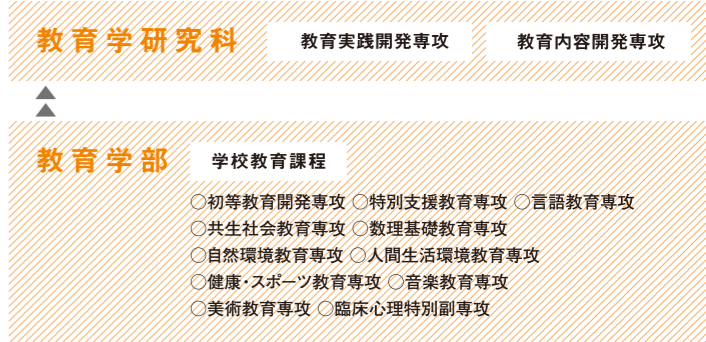 教育学研究科 教育実践開発専攻 教育内容開発専攻
教育学部 学校教育課程
○初等教育開発専攻 ○特別支援教育専攻 ○言語教育専攻
○共生社会教育専攻 ○数理基礎教育専攻
○自然環境教育専攻 ○人間生活環境教育専攻
○健康・スポーツ教育専攻 ○音楽教育専攻
○美術教育専攻 ○臨床心理特別副専攻